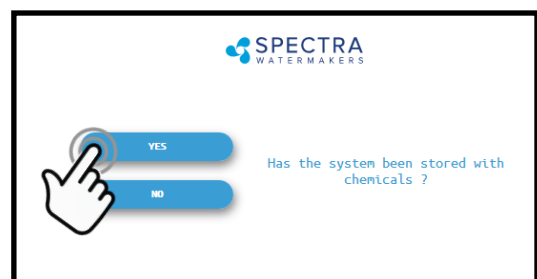 SPECTRA
WATERMAKERS
YES
NO
Has the system been stored with
chemicals ?